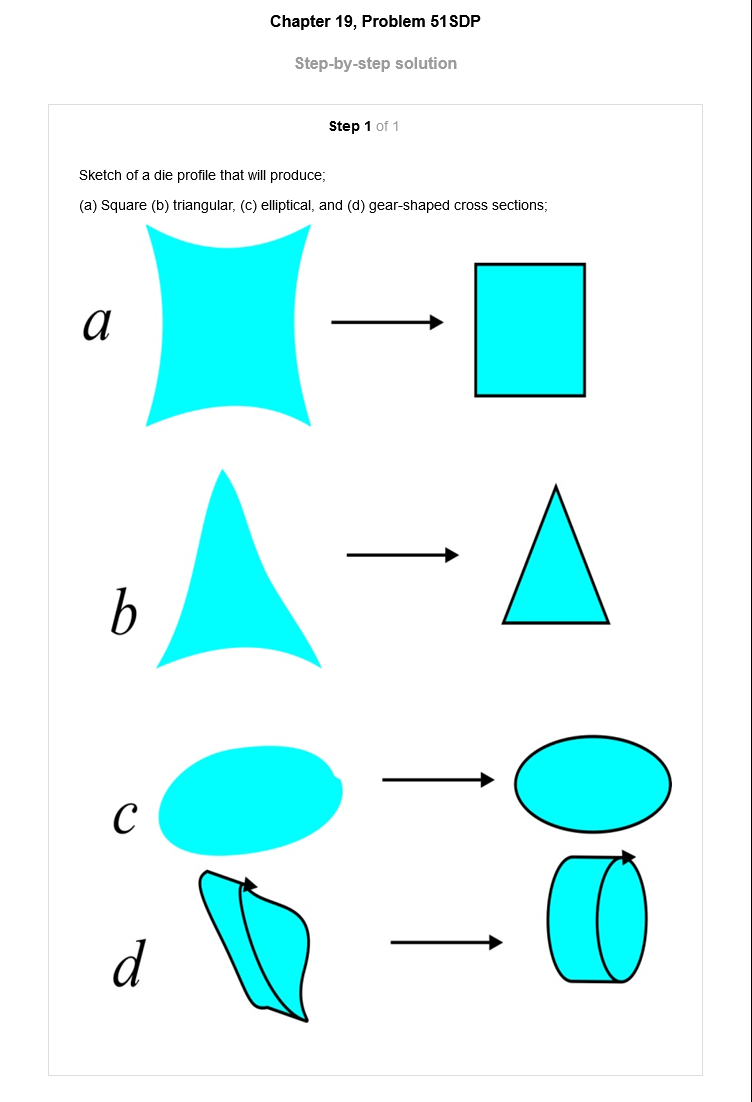 Chapter 19, Problem 51SDP
Step-by-step solution
Step 1 of 1
Sketch of a die profile that will produce;
(a) Square (b) triangular, (c) elliptical, and (d) gear-shaped cross sections;
a
b
c
d